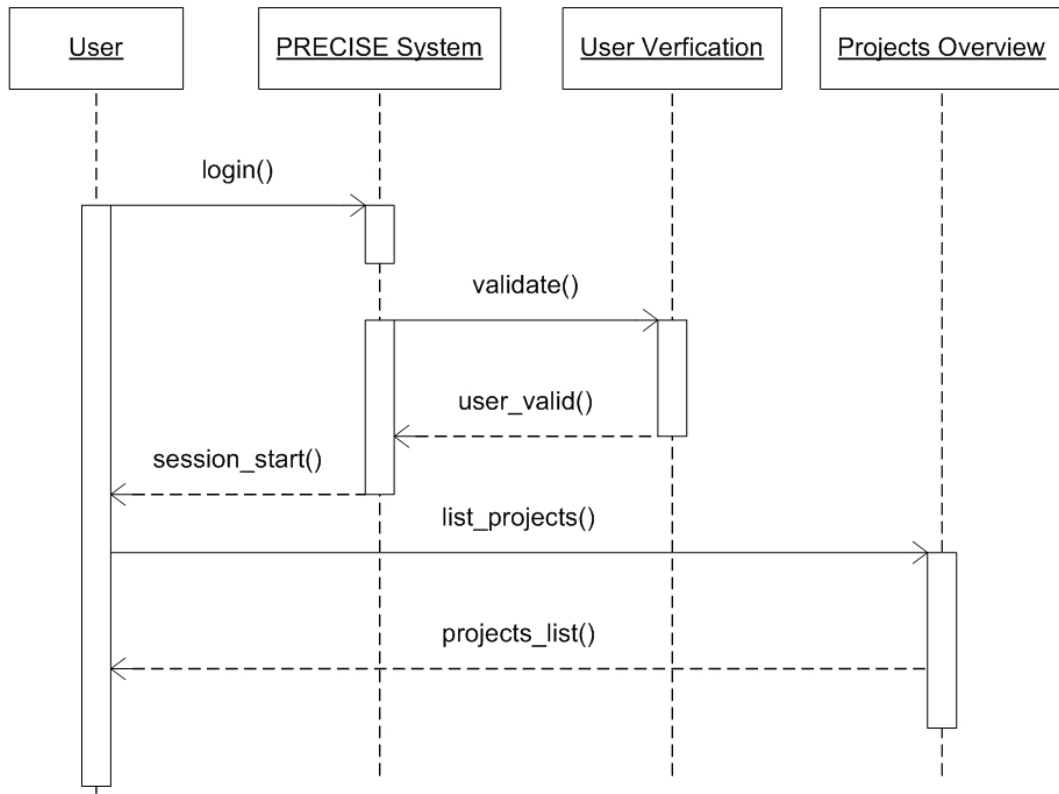 User
PRECISE System
User Verfication
Projects Overview
login()
validate()
user_valid()
session_start()
list_projects()
projects_list()